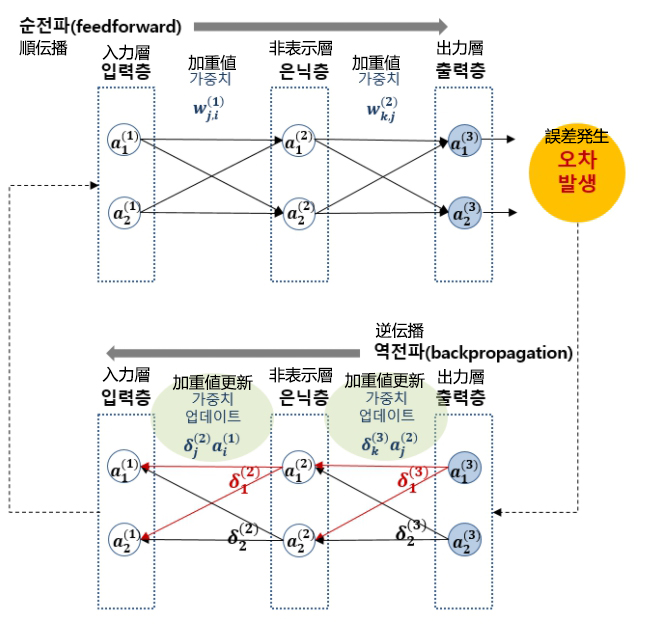 순전파(feedforward)
順伝播
入力層
입력층
加重値
가중치
w_{j,i}^{(1)}
非表示層
은닉층
加重値
가중치
w_{k,j}^{(2)}
出力層
출력층
a_1^{(1)}
a_1^{(2)}
a_1^{(3)}
a_2^{(1)}
a_2^{(2)}
a_2^{(3)}
誤差発生
오차
발생
逆伝播
역전파(backpropagation)
入力層
입력층
加重値更新
가중치
업데이트
δ_j^{(2)}a_i^{(1)}
非表示層
은닉층
加重値更新
가중치
업데이트
δ_k^{(3)}a_j^{(2)}
出力層
출력층
a_1^{(1)}
δ_1^{(2)}
a_1^{(2)}
δ_1^{(3)}
a_1^{(3)}
a_2^{(1)}
δ_2^{(2)}
a_2^{(2)}
δ_2^{(3)}
a_2^{(3)}